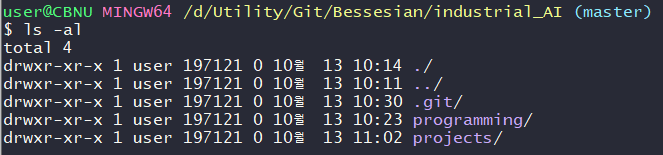 user@CBNU MINGW64 /d/Utility/Git/Bessesian/industrial_AI (master)
$ ls -al
total 4
drwxr-xr-x 1 user 197121 0 10월  13 10:14 ./
drwxr-xr-x 1 user 197121 0 10월  13 10:11 ../
drwxr-xr-x 1 user 197121 0 10월  13 10:30 .git/
drwxr-xr-x 1 user 197121 0 10월  13 10:23 programming/
drwxr-xr-x 1 user 197121 0 10월  13 11:02 projects/